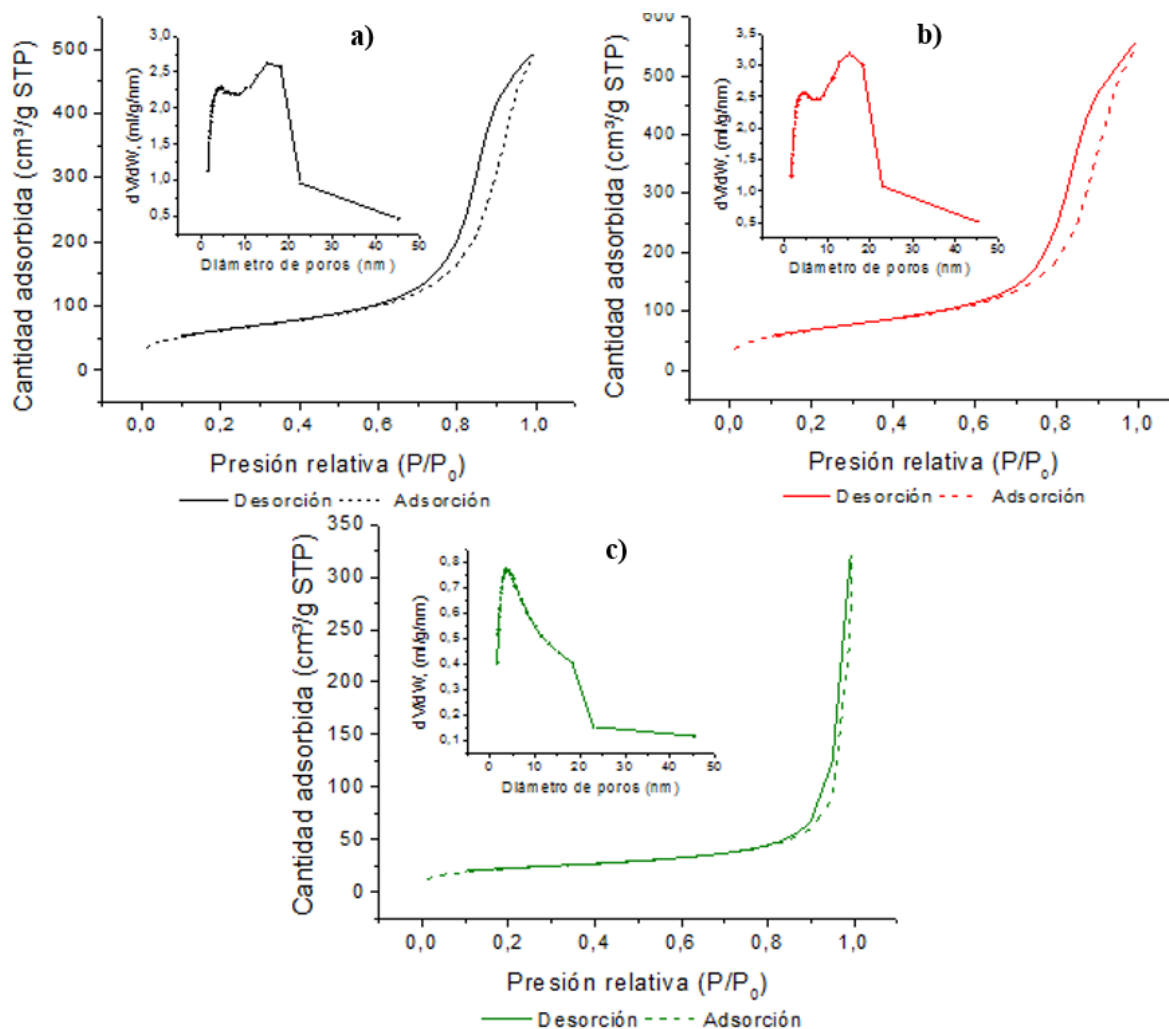 a)
Cantidad adsorbida (cm³/g STP)
500
400
300
200
100
0
0,0 0,2 0,4 0,6 0,8 1,0
Presión relativa (P/P₀)
Desorción Adsorción
dV/dW, (ml/g/nm)
3,0
2,5
2,0
1,5
1,0
0,5
0 10 20 30 40 50
Diámetro de poros (nm)
b)
Cantidad adsorbida (cm³/g STP)
600
500
400
300
200
100
0
0,0 0,2 0,4 0,6 0,8 1,0
Presión relativa (P/P₀)
Desorción Adsorción
dV/dW, (ml/g/nm)
3,5
3,0
2,5
2,0
1,5
1,0
0,5
0 10 20 30 40 50
Diámetro de poros (nm)
c)
Cantidad adsorbida (cm³/g STP)
350
300
250
200
150
100
50
0
0,0 0,2 0,4 0,6 0,8 1,0
Presión relativa (P/P₀)
Desorción Adsorción
dV/dW, (ml/g/nm)
0,8
0,7
0,6
0,5
0,4
0,3
0,2
0,1
0 10 20 30 40 50
Diámetro de poros (nm)